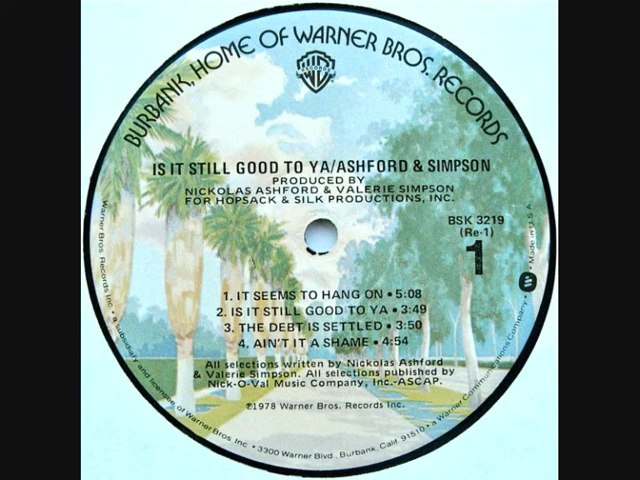 BURBANK, HOME OF WARNER BROS. RECORDS
IS IT STILL GOOD TO YA/ASHFORD & SIMPSON
PRODUCED BY
NICKOLAS ASHFORD & VALERIE SIMPSON
FOR HOPSACK & SILK PRODUCTIONS, INC.
BSK 3219
(Re-1)
1
1. IT SEEMS TO HANG ON • 5:08
2. IS IT STILL GOOD TO YA • 3:49
3. THE DEBT IS SETTLED • 3:50
4. AIN'T IT A SHAME • 4:54
All selections written by Nickolas Ashford
& Valerie Simpson. All selections published by
Nick-O-Val Music Company, Inc.-ASCAP.
℗1978 Warner Bros. Records Inc.
Warner Bros. Records Inc. • a subsidiary and licensee of Warner Bros. Inc. • 3300 Warner Blvd., Burbank, Calif. 91510 • a Warner Communications Company • Made in U.S.A.